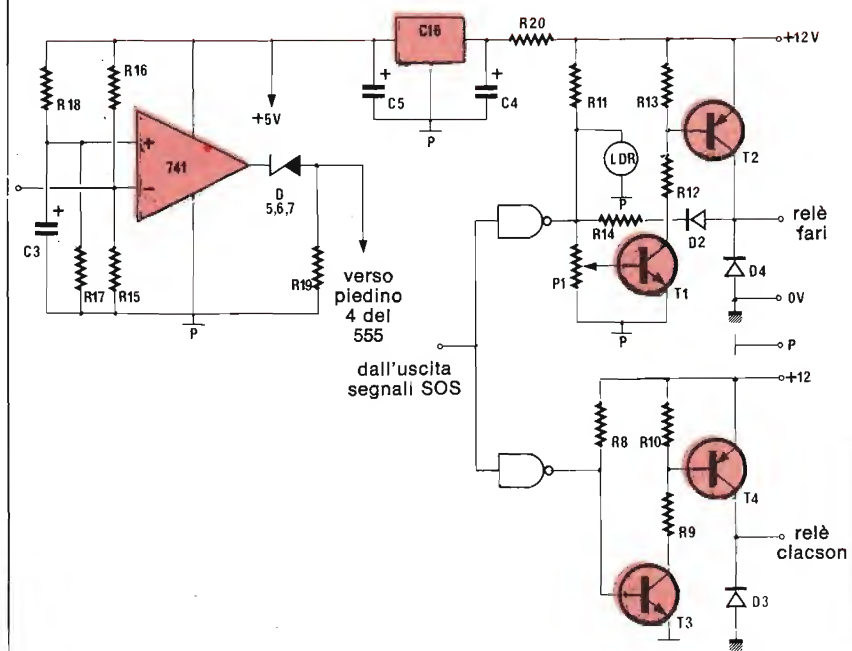 C16
R20
+12V
R16
R18
+
C5
+
C4
R11
R13
+5V
P
T2
+
741
−
LDR
P
R12
D
5,6,7
+
C3
R14
D2
relè
fari
R17
R15
R19
P1
T1
D4
verso
piedino
4 del
555
0V
P
P
P
dall'uscita
segnali SOS
+12
R8
R10
T4
R9
relè
clacson
T3
D3